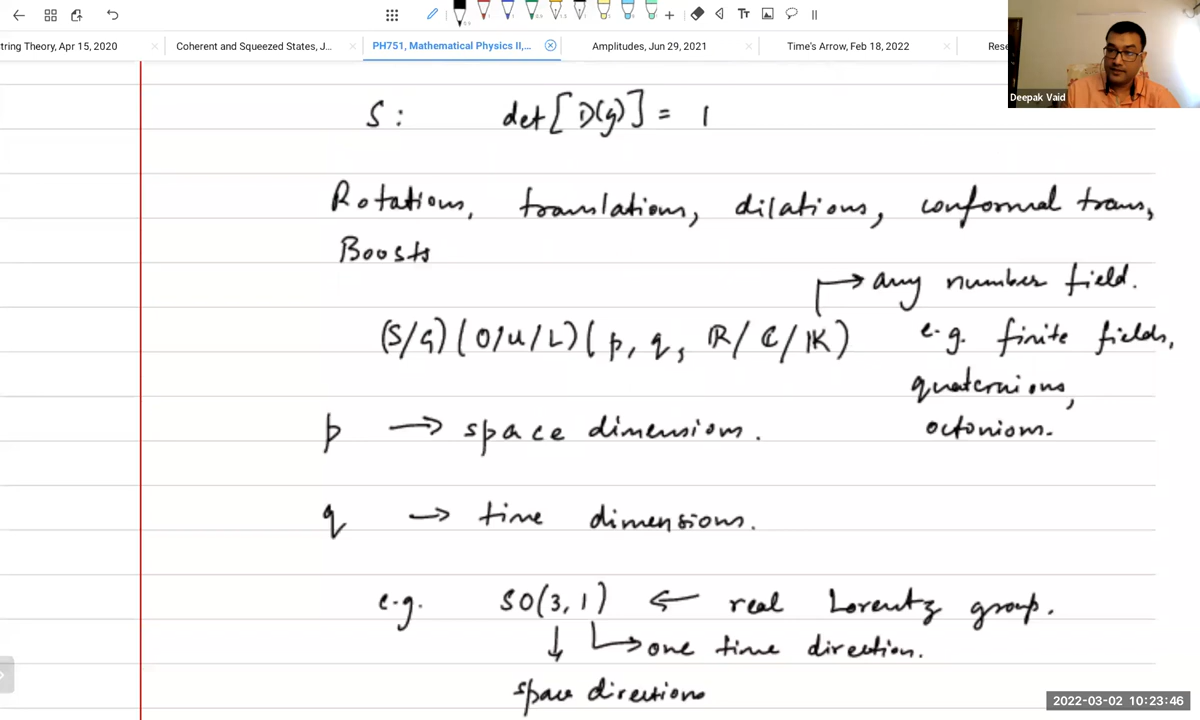 tring Theory, Apr 15, 2020
Coherent and Squeezed States, J...
PH751, Mathematical Physics II,...
Amplitudes, Jun 29, 2021
Time's Arrow, Feb 18, 2022
Rese
Deepak Vaid
S: det[D(g)] = 1
Rotations, translations, dilations, conformal trans,
Boosts
→ any number field.
(S/G)(O/U/L)(p, q, ℝ/ℂ/𝕂) e.g. finite fields,
quaternions,
octonions.
p → space dimensions.
q → time dimensions.
e.g. SO(3,1) ← real Lorentz group.
↓ ↳ one time direction.
space directions
2022-03-02 10:23:46